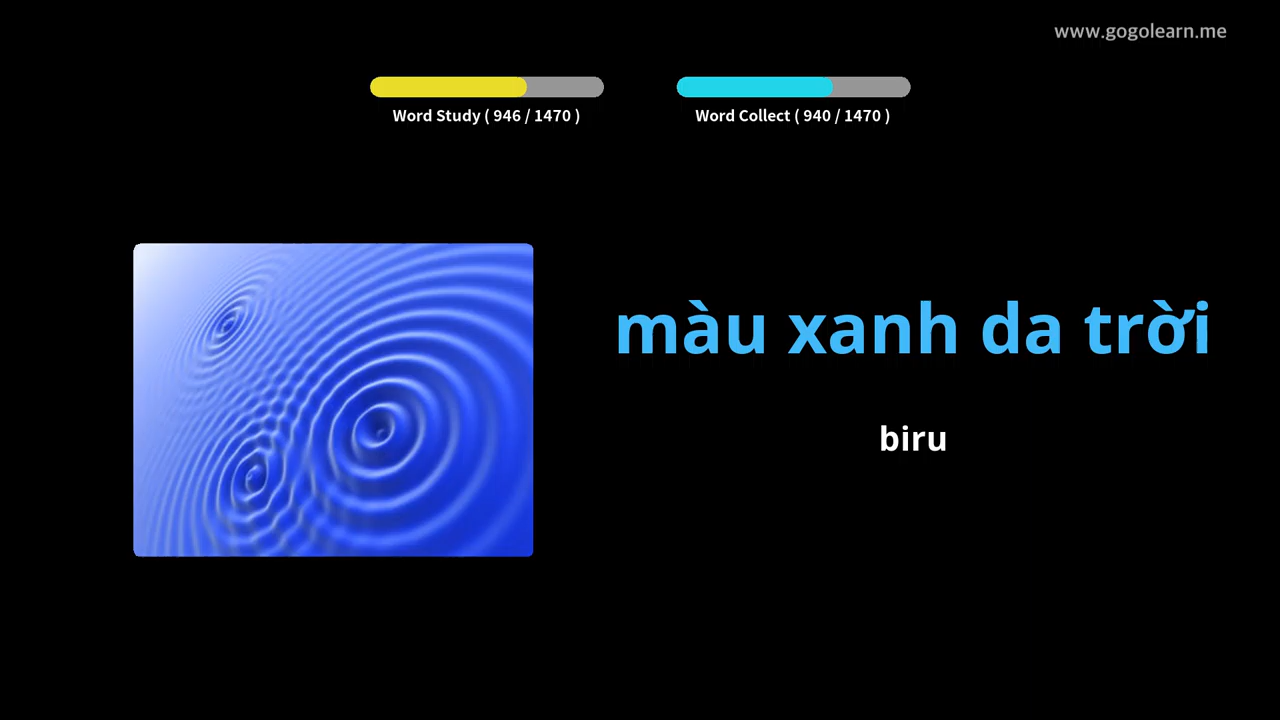 www.gogolearn.me
Word Study ( 946 / 1470 )
Word Collect ( 940 / 1470 )
màu xanh da trời
biru